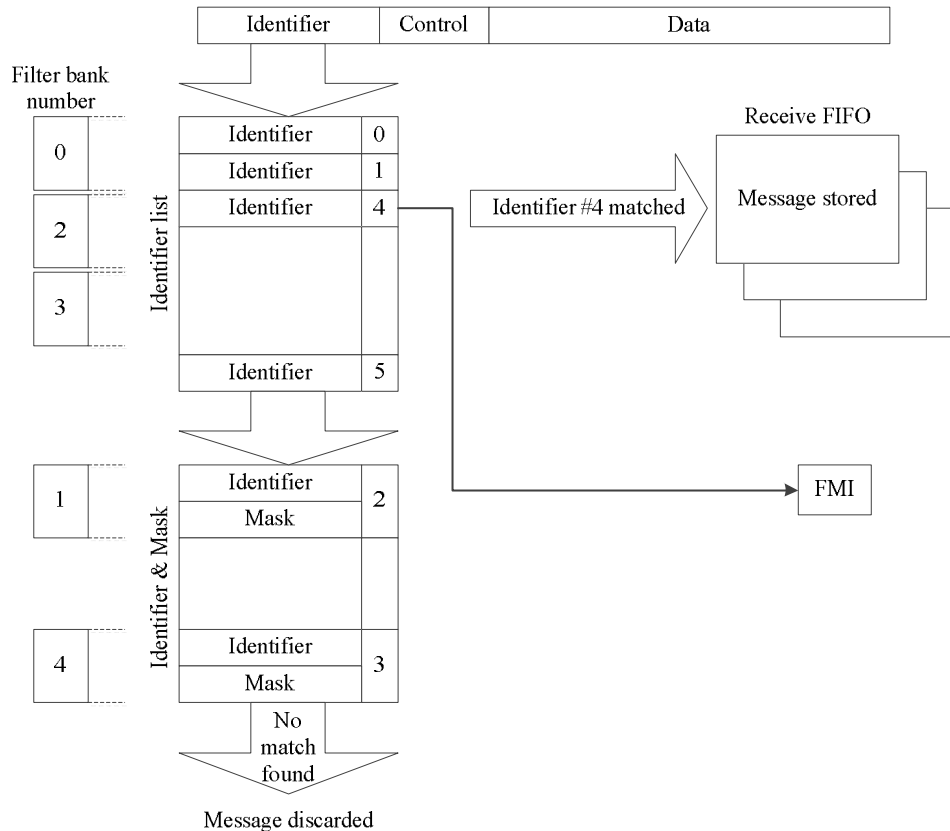 Identifier
Control
Data
Filter bank
number
Receive FIFO
0
Identifier
0
Identifier
1
Identifier #4 matched
Message stored
2
Identifier
4
Identifier list
3
Identifier
5
1
Identifier
2
Mask
FMI
Identifier & Mask
4
Identifier
3
Mask
No
match
found
Message discarded